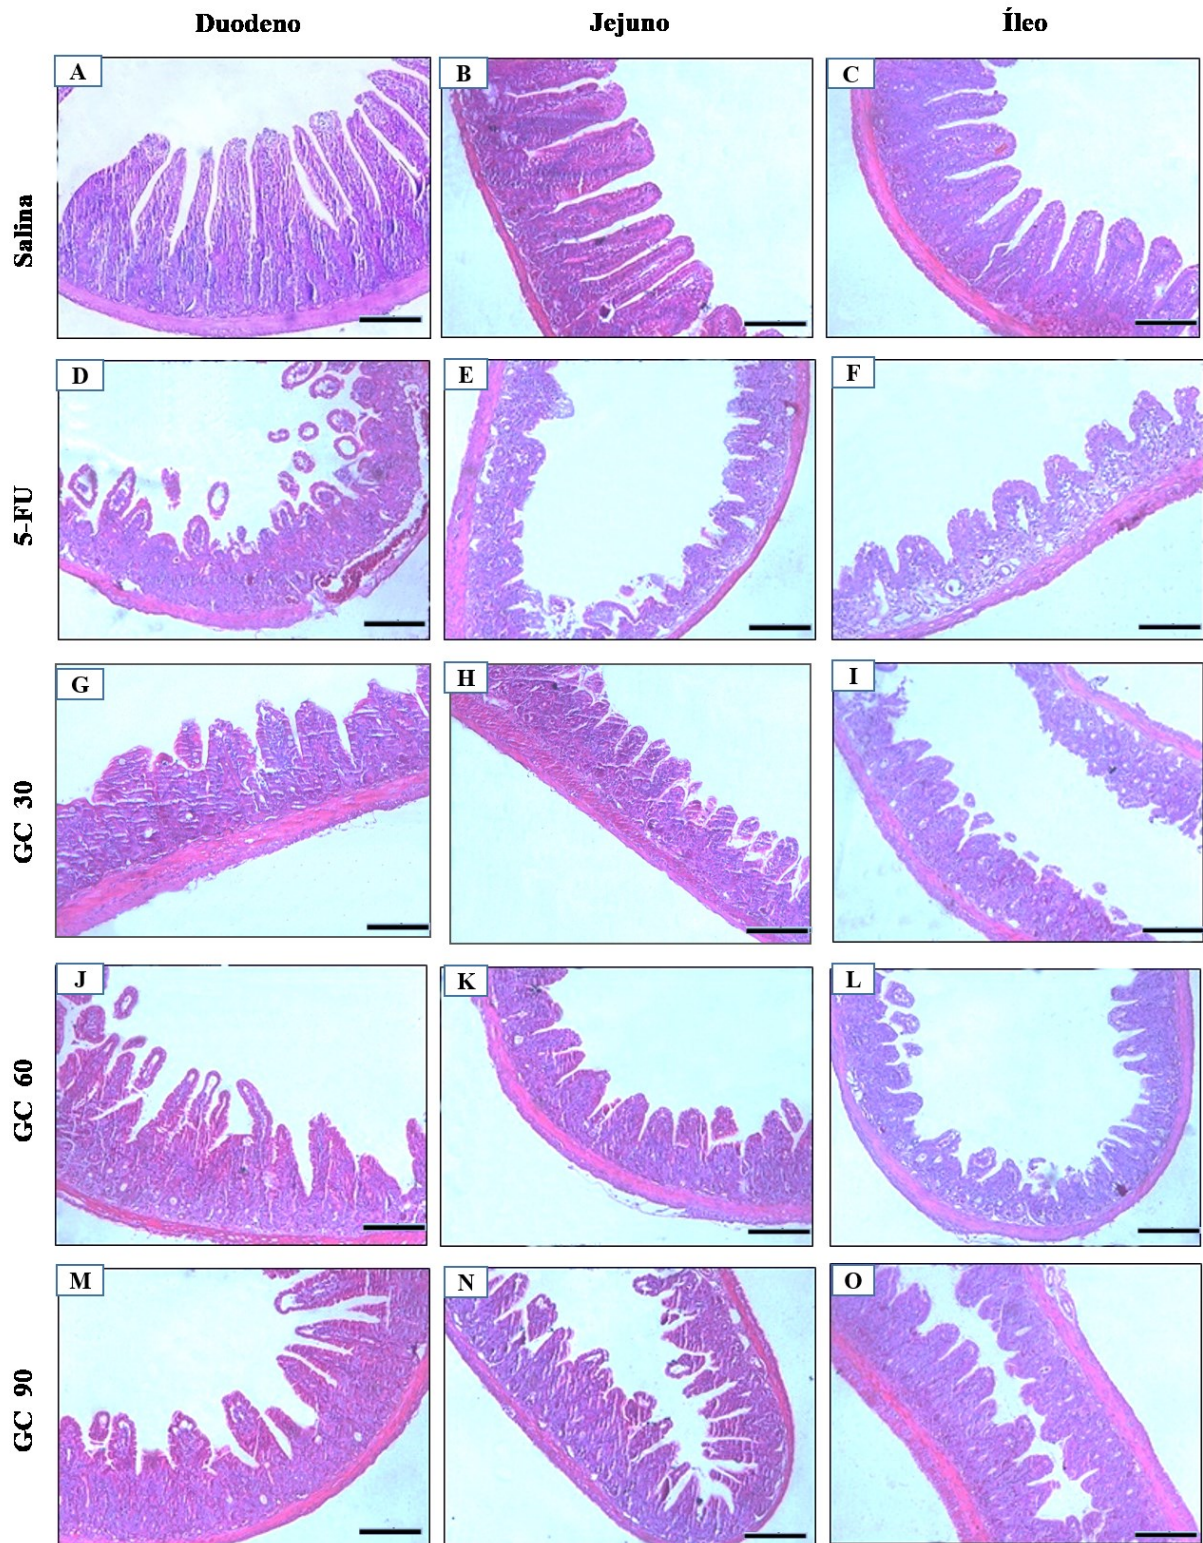 Duodeno Jejuno Íleo
Salina
A B C
5-FU
D E F
GC 30
G H I
GC 60
J K L
GC 90
M N O